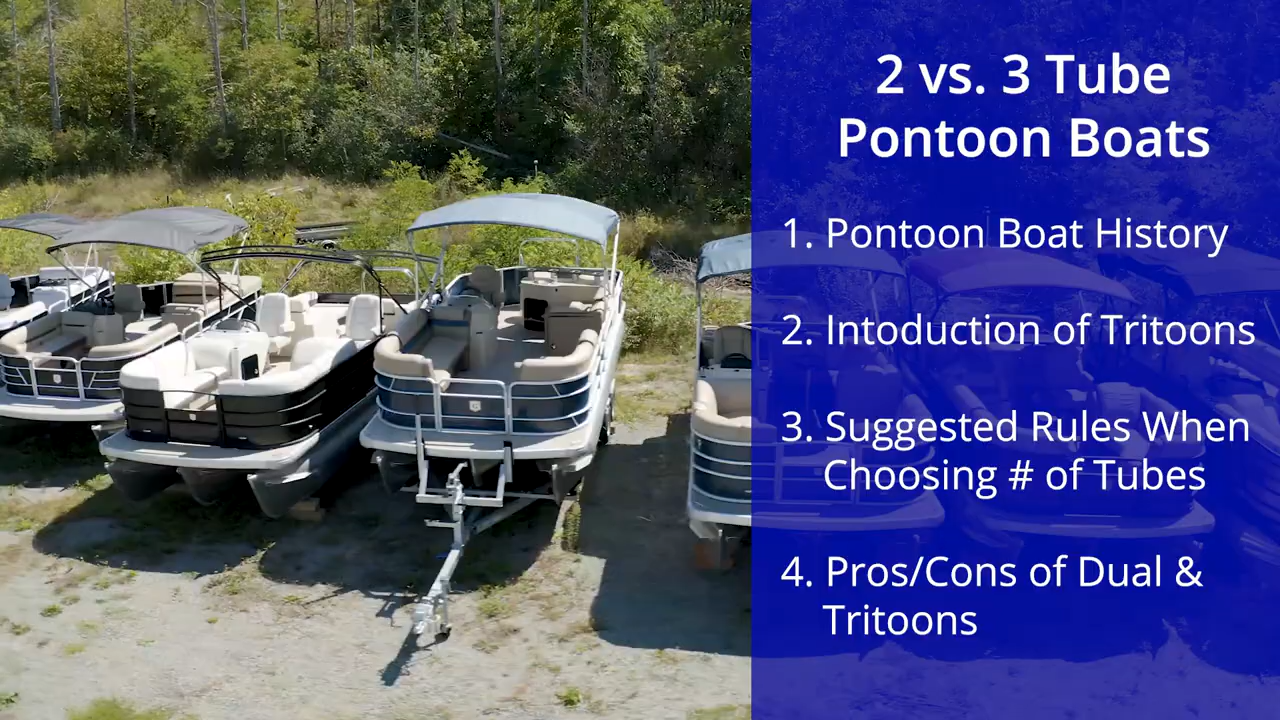 2 vs. 3 Tube
Pontoon Boats
1. Pontoon Boat History
2. Intoduction of Tritoons
3. Suggested Rules When
Choosing # of Tubes
4. Pros/Cons of Dual &
Tritoons